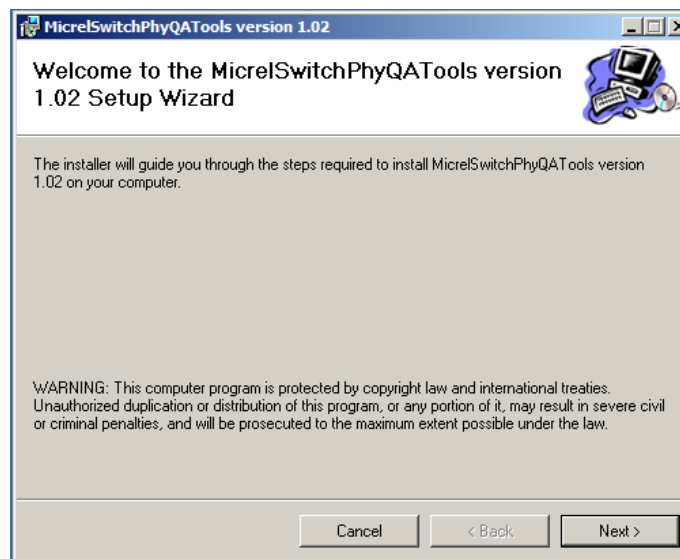 MicrelSwitchPhyQATools version 1.02
Welcome to the MicrelSwitchPhyQATools version
1.02 Setup Wizard
The installer will guide you through the steps required to install MicrelSwitchPhyQATools version
1.02 on your computer.
WARNING: This computer program is protected by copyright law and international treaties.
Unauthorized duplication or distribution of this program, or any portion of it, may result in severe civil
or criminal penalties, and will be prosecuted to the maximum extent possible under the law.
Cancel < Back Next >